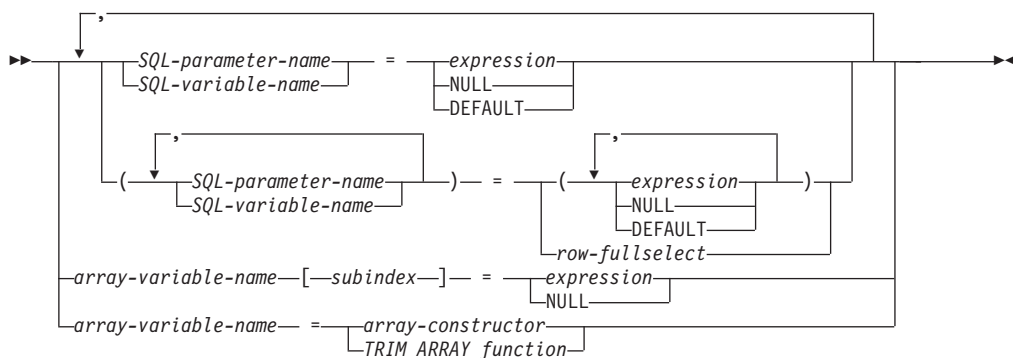 ,
SQL-parameter-name = expression
SQL-variable-name NULL
DEFAULT
, ,
( SQL-parameter-name ) = ( expression )
SQL-variable-name NULL
DEFAULT
row-fullselect
array-variable-name [ subindex ] = expression
NULL
array-variable-name = array-constructor
TRIM ARRAY function